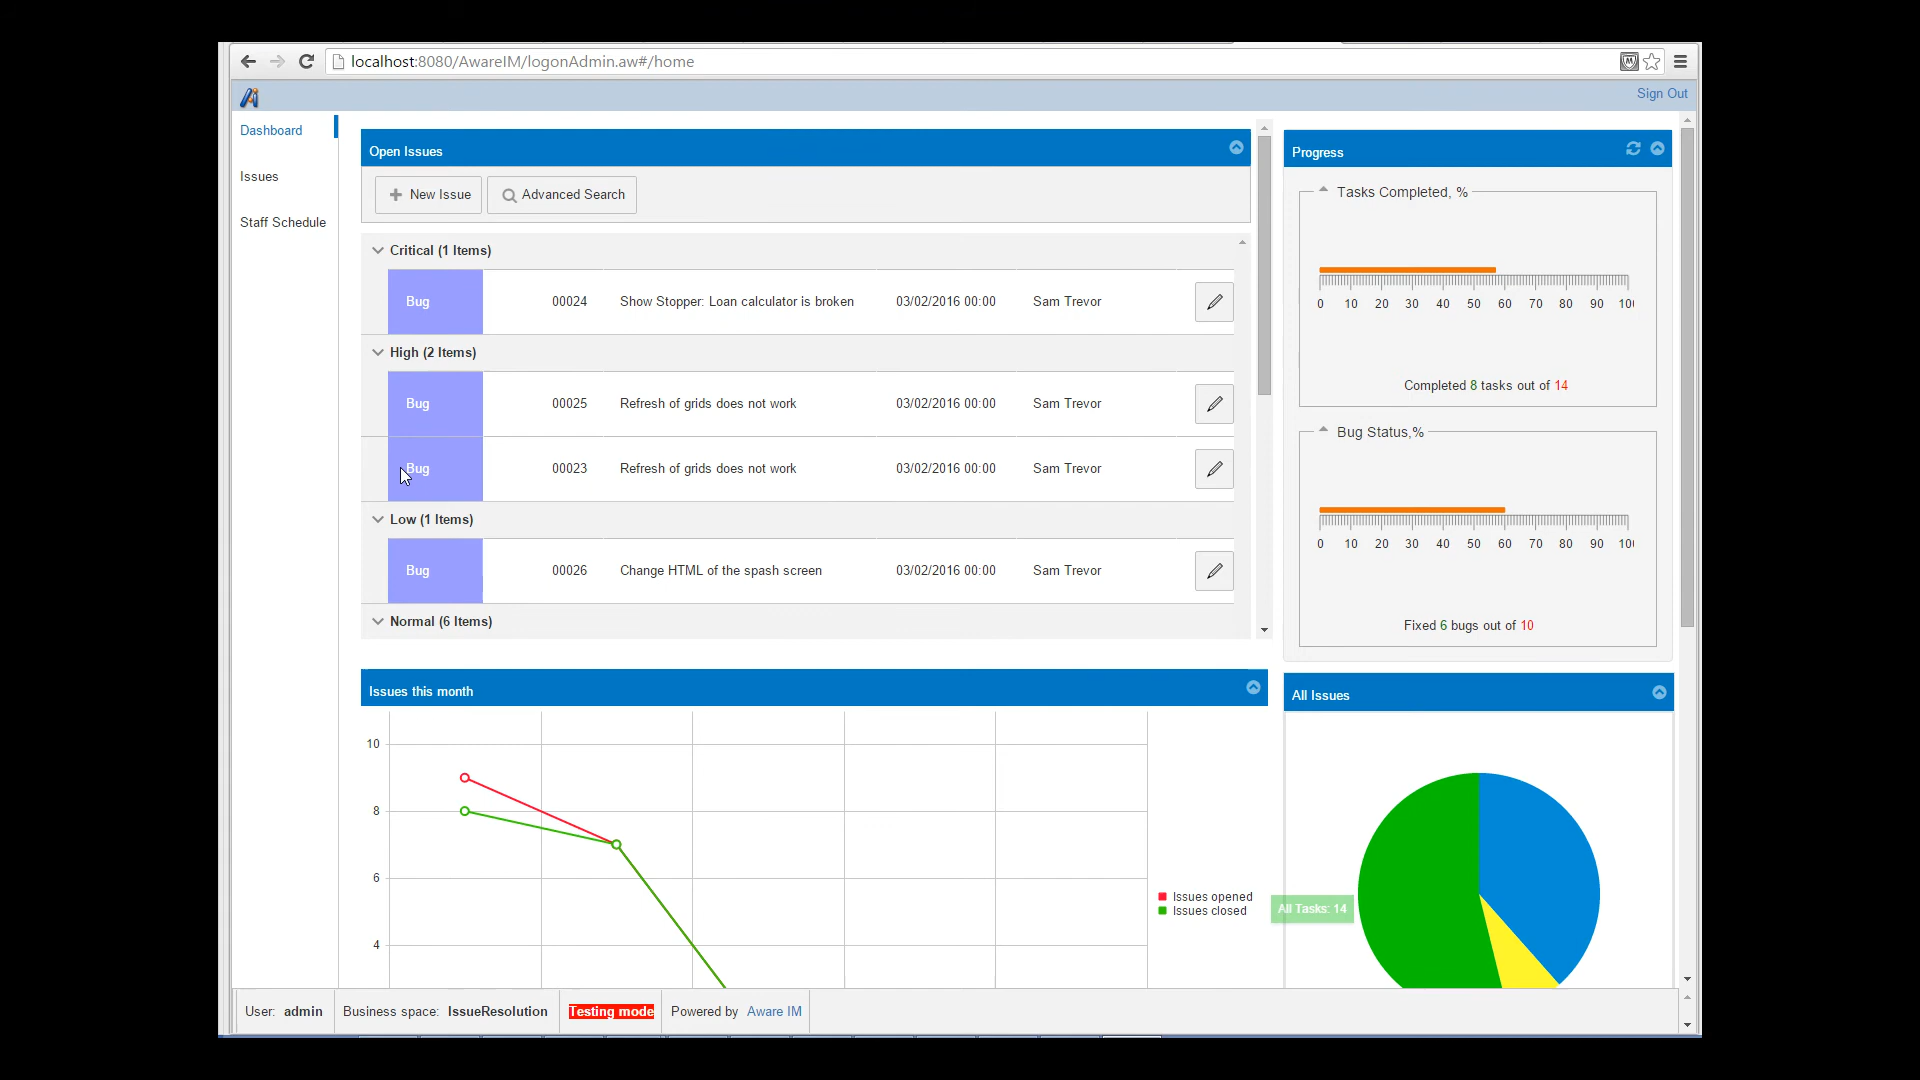 localhost:8080/AwareIM/logonAdmin.aw#/home
Sign Out
Dashboard
Issues
Staff Schedule
Open Issues
New Issue
Advanced Search
Critical (1 Items)
Bug 00024 Show Stopper: Loan calculator is broken 03/02/2016 00:00 Sam Trevor
High (2 Items)
Bug 00025 Refresh of grids does not work 03/02/2016 00:00 Sam Trevor
Bug 00023 Refresh of grids does not work 03/02/2016 00:00 Sam Trevor
Low (1 Items)
Bug 00026 Change HTML of the spash screen 03/02/2016 00:00 Sam Trevor
Normal (6 Items)
Progress
Tasks Completed, %
0 10 20 30 40 50 60 70 80 90 100
Completed 8 tasks out of 14
Bug Status,%
0 10 20 30 40 50 60 70 80 90 100
Fixed 6 bugs out of 10
Issues this month
10
8
6
4
Issues opened
Issues closed
All Issues
All Tasks: 14
User: admin
Business space: IssueResolution
Testing mode
Powered by Aware IM